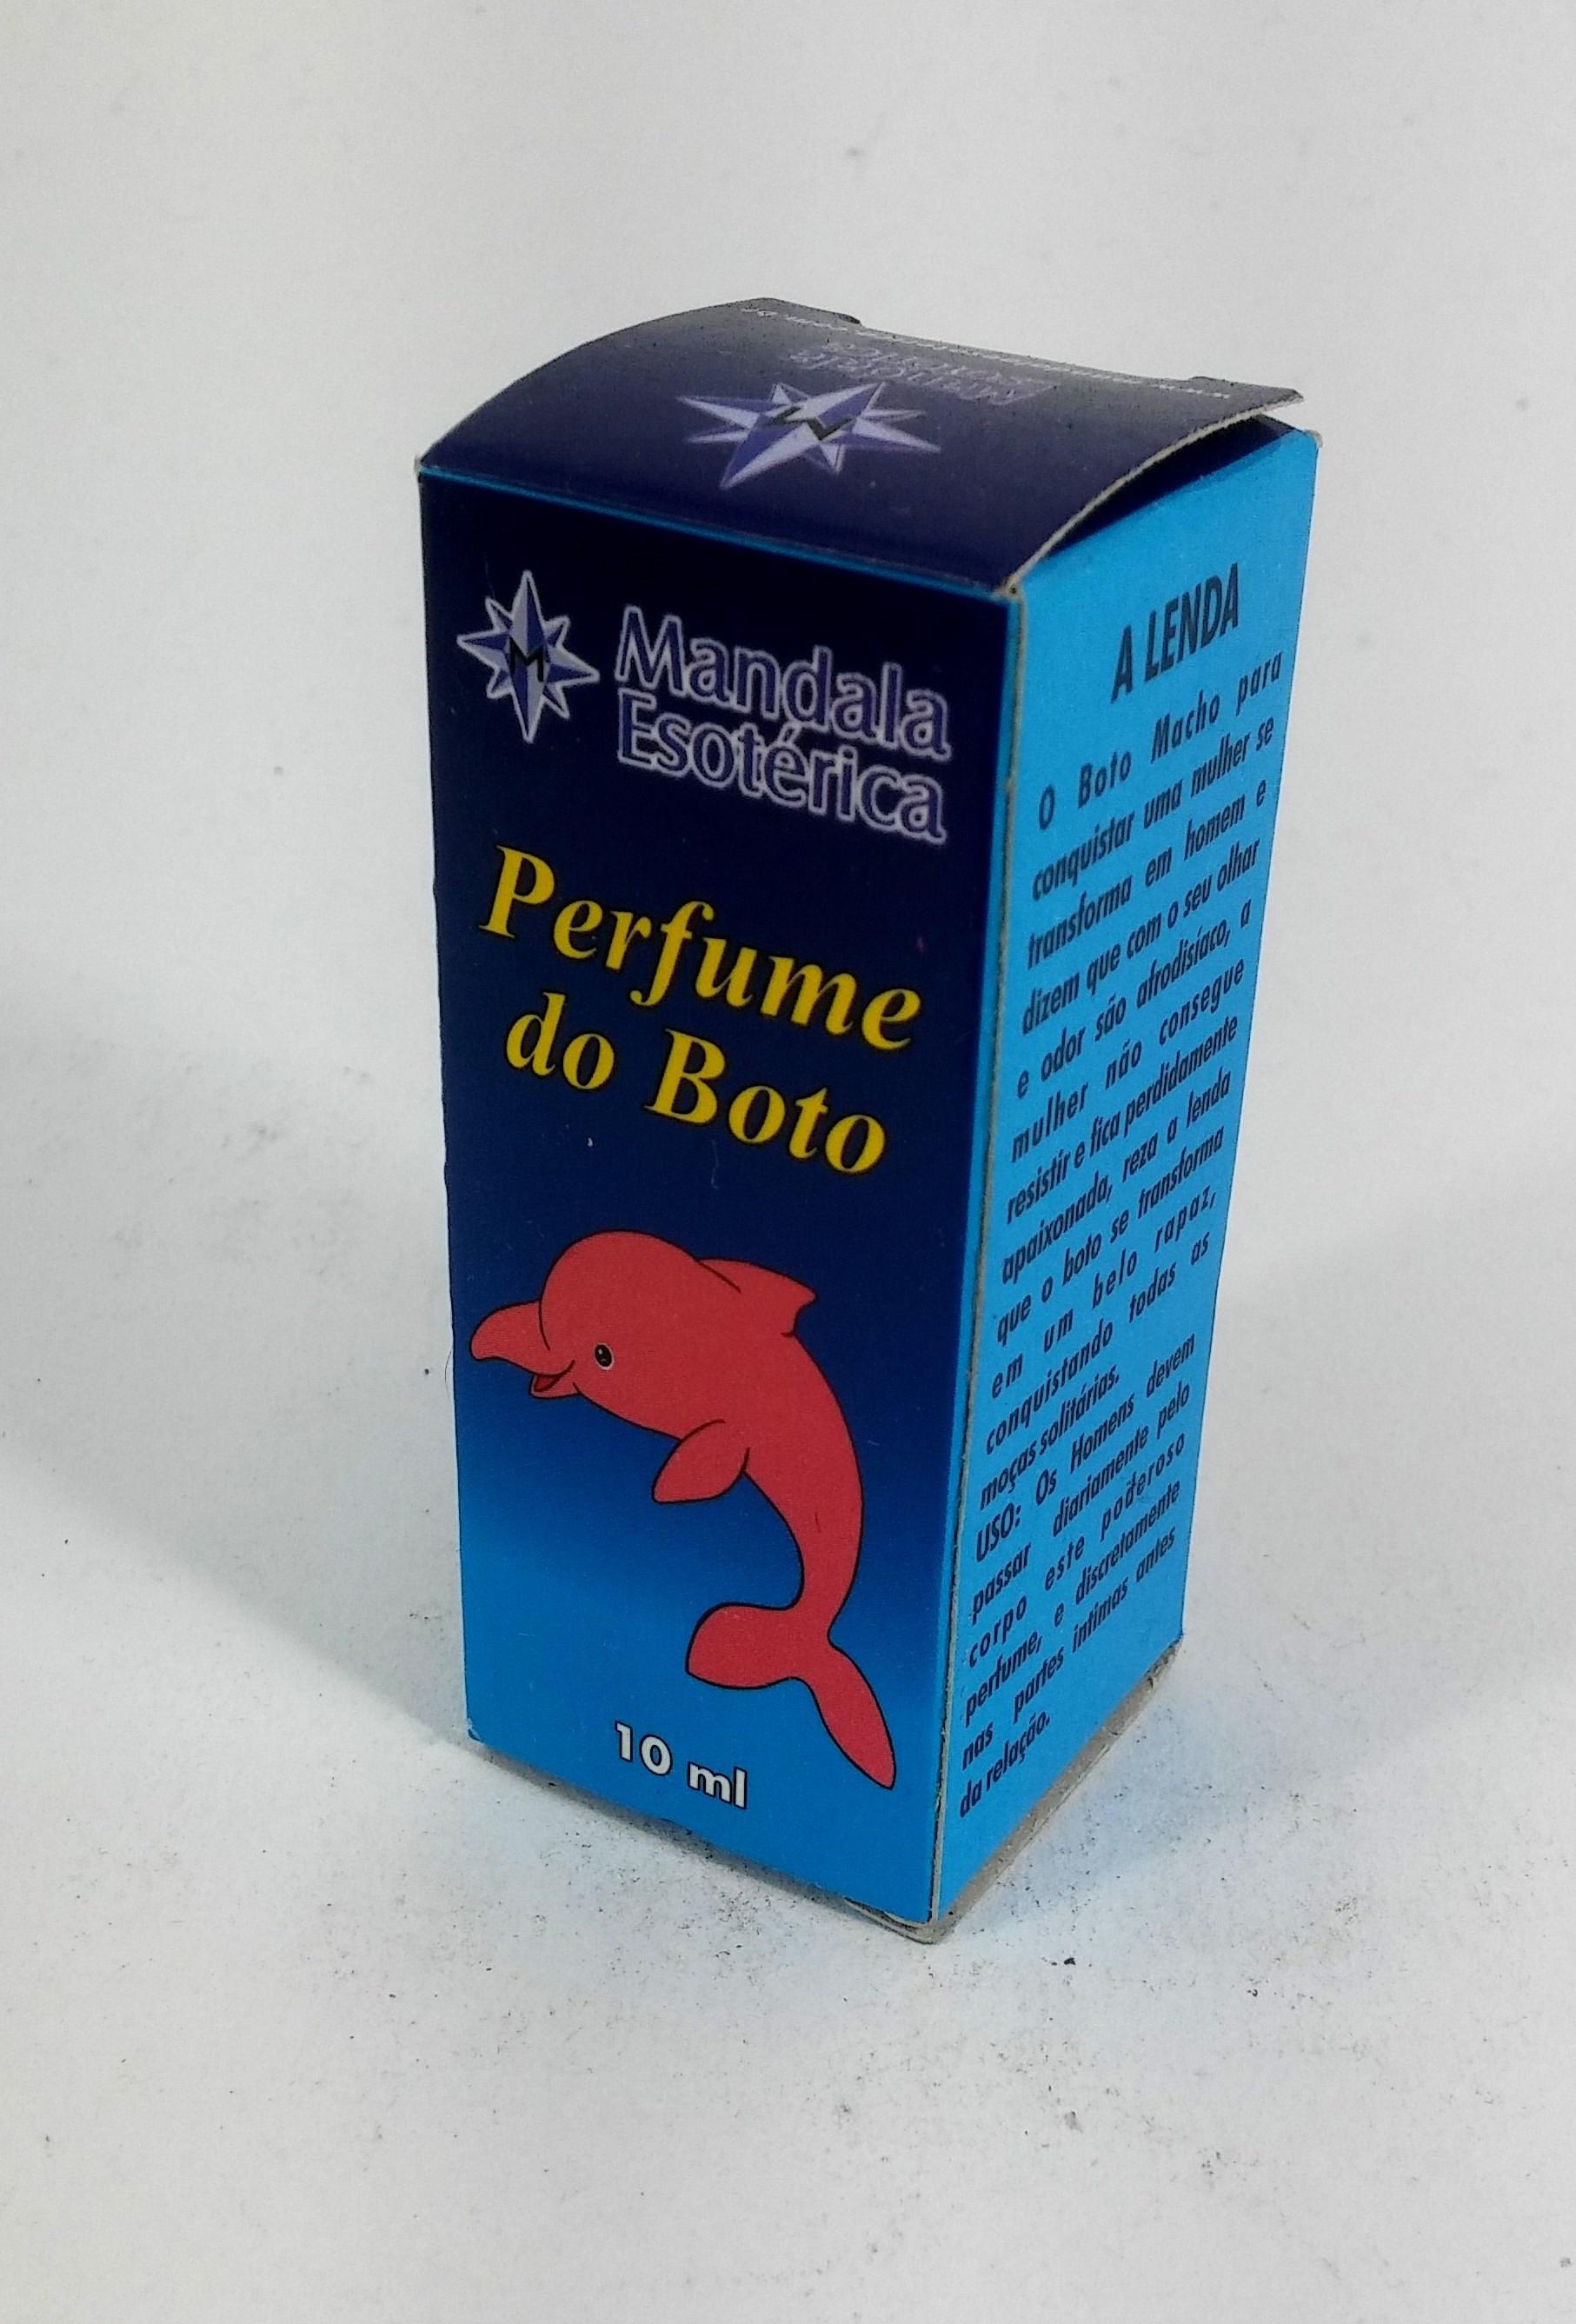 Mandala
Esotérica
M
Mandala
Esotérica
Perfume
do Boto
10 ml
A LENDA
O Boto Macho para
conquistar uma mulher se
transforma em homem e
dizem que com o seu olhar
e odor são afrodisíaco, a
mulher não consegue
resistir e fica perdidamente
apaixonada, reza a lenda
que o boto se transforma
em um belo rapaz,
conquistando todas as
moças solitárias.
USO: Os Homens devem
passar diariamente pelo
corpo este poderoso
perfume, e discretamente
nas partes íntimas antes
da relação.